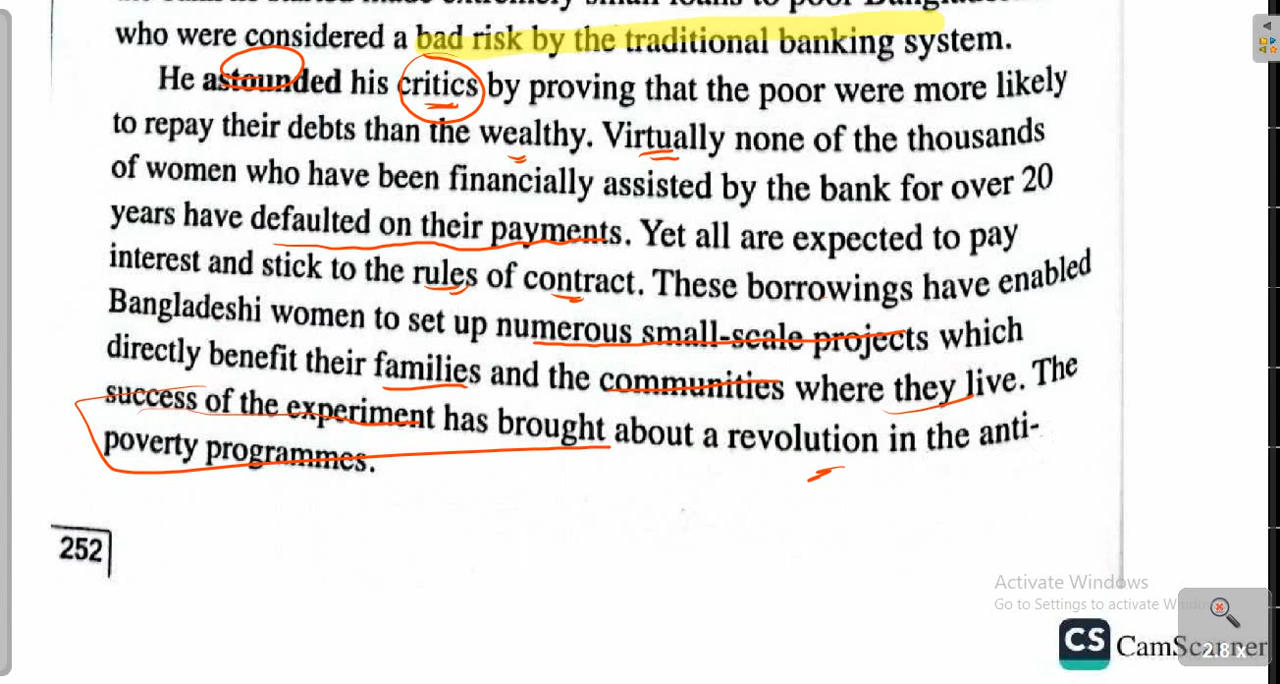 who were considered a bad risk by the traditional banking system.
He astounded his critics by proving that the poor were more likely
to repay their debts than the wealthy. Virtually none of the thousands
of women who have been financially assisted by the bank for over 20
years have defaulted on their payments. Yet all are expected to pay
interest and stick to the rules of contract. These borrowings have enabled
Bangladeshi women to set up numerous small-scale projects which
directly benefit their families and the communities where they live. The
success of the experiment has brought about a revolution in the anti-
poverty programmes.
252
Activate Windows
Go to Settings to activate
CS CamScanner
2.8 x